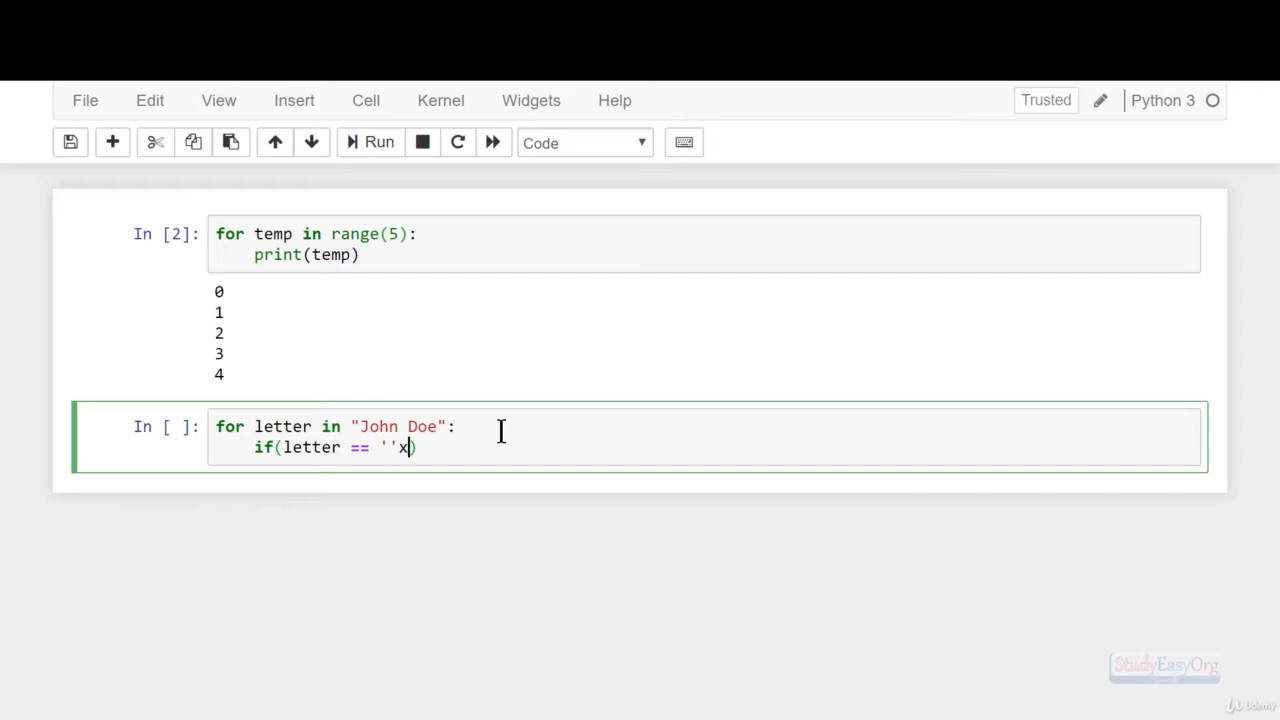 File Edit View Insert Cell Kernel Widgets Help Trusted Python 3
Run Code
In [2]: for temp in range(5):
print(temp)
0
1
2
3
4
In [ ]: for letter in "John Doe":
if(letter == ''x)
StudyEasyOrg
Udemy